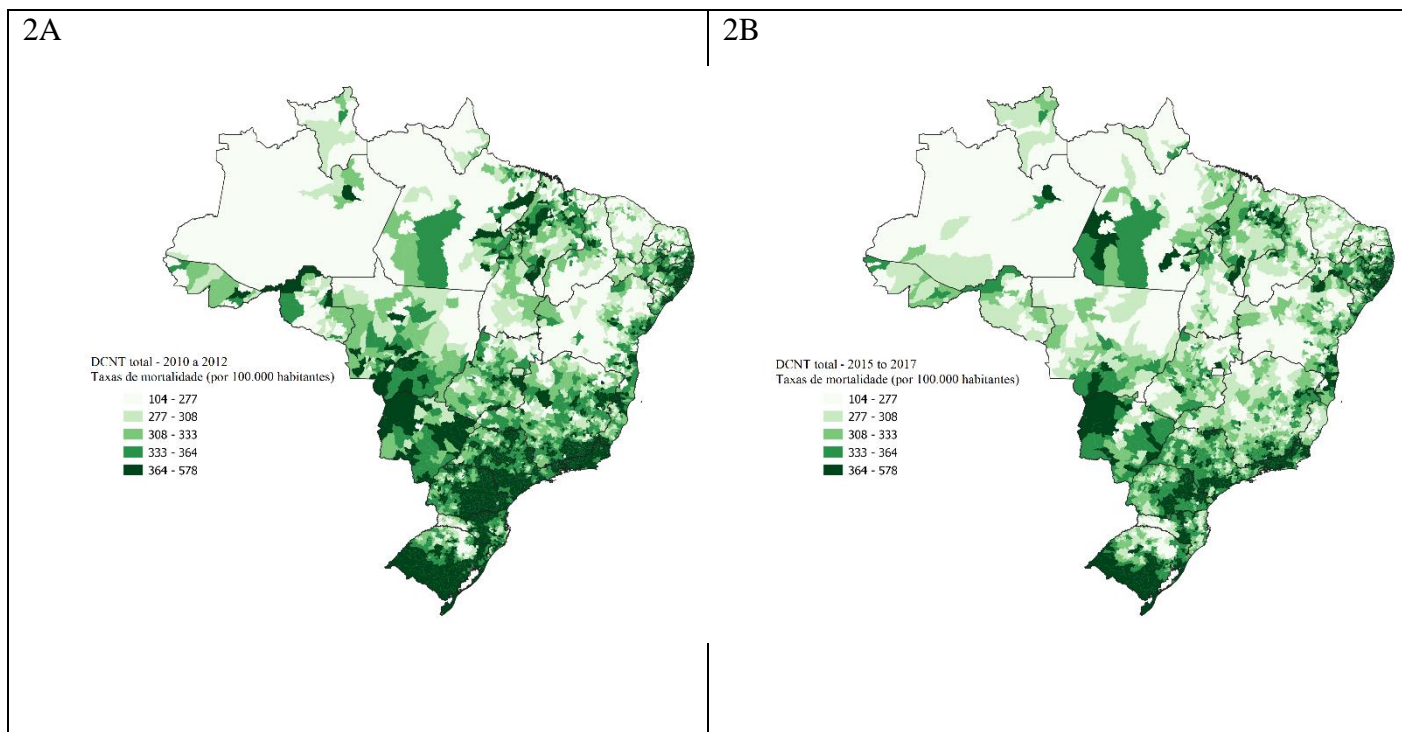 2A
DCNT total - 2010 a 2012
Taxas de mortalidade (por 100.000 habitantes)
104 - 277
277 - 308
308 - 333
333 - 364
364 - 578
2B
DCNT total - 2015 to 2017
Taxas de mortalidade (por 100.000 habitantes)
104 - 277
277 - 308
308 - 333
333 - 364
364 - 578